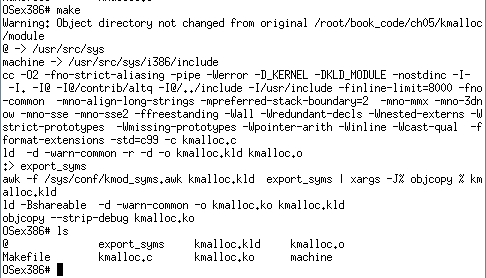 OSex386# make
Warning: Object directory not changed from original /root/book_code/ch05/kmalloc
/module
@ -> /usr/src/sys
machine -> /usr/src/sys/i386/include
cc -O2 -fno-strict-aliasing -pipe -Werror -D_KERNEL -DKLD_MODULE -nostdinc -I-
-I. -I@ -I@/contrib/altq -I@/../include -I/usr/include -finline-limit=8000 -fno
-common  -mno-align-long-strings -mpreferred-stack-boundary=2  -mno-mmx -mno-3dn
ow -mno-sse -mno-sse2 -ffreestanding -Wall -Wredundant-decls -Wnested-externs -W
strict-prototypes  -Wmissing-prototypes -Wpointer-arith -Winline -Wcast-qual  -f
format-extensions -std=c99 -c kmalloc.c
ld  -d -warn-common -r -d -o kmalloc.kld kmalloc.o
:> export_syms
awk -f /sys/conf/kmod_syms.awk kmalloc.kld  export_syms | xargs -J% objcopy % km
alloc.kld
ld -Bshareable  -d -warn-common -o kmalloc.ko kmalloc.kld
objcopy --strip-debug kmalloc.ko
OSex386# ls
@ export_syms kmalloc.kld kmalloc.o
Makefile kmalloc.c kmalloc.ko machine
OSex386#